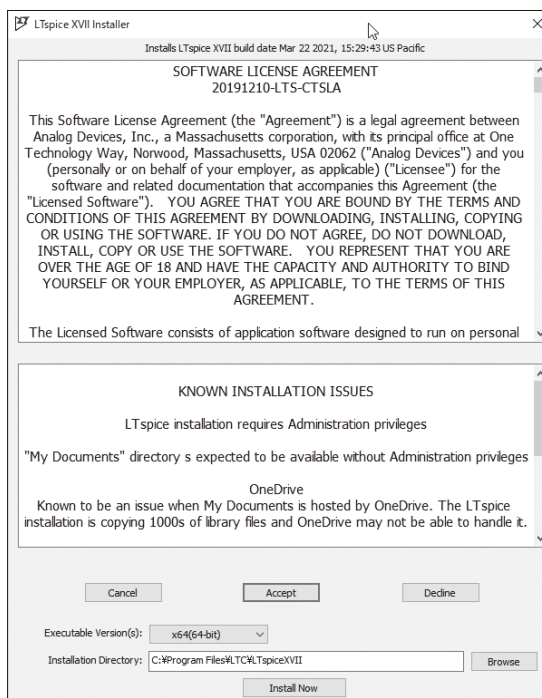 LTspice XVII Installer
Installs LTspice XVII build date Mar 22 2021, 15:29:43 US Pacific
SOFTWARE LICENSE AGREEMENT
20191210-LTS-CTSLA
This Software License Agreement (the "Agreement") is a legal agreement between
Analog Devices, Inc., a Massachusetts corporation, with its principal office at One
Technology Way, Norwood, Massachusetts, USA 02062 ("Analog Devices") and you
(personally or on behalf of your employer, as applicable) ("Licensee") for the
software and related documentation that accompanies this Agreement (the
"Licensed Software").   YOU AGREE THAT YOU ARE BOUND BY THE TERMS AND
CONDITIONS OF THIS AGREEMENT BY DOWNLOADING, INSTALLING, COPYING
OR USING THE SOFTWARE. IF YOU DO NOT AGREE, DO NOT DOWNLOAD,
INSTALL, COPY OR USE THE SOFTWARE.   YOU REPRESENT THAT YOU ARE
OVER THE AGE OF 18 AND HAVE THE CAPACITY AND AUTHORITY TO BIND
YOURSELF OR YOUR EMPLOYER, AS APPLICABLE, TO THE TERMS OF THIS
AGREEMENT.
The Licensed Software consists of application software designed to run on personal
KNOWN INSTALLATION ISSUES
LTspice installation requires Administration privileges
"My Documents" directory s expected to be available without Administration privileges
OneDrive
Known to be an issue when My Documents is hosted by OneDrive. The LTspice
installation is copying 1000s of library files and OneDrive may not be able to handle it.
Cancel
Accept
Decline
Executable Version(s): x64(64-bit)
Installation Directory: C:¥Program Files¥LTC¥LTspiceXVII
Browse
Install Now